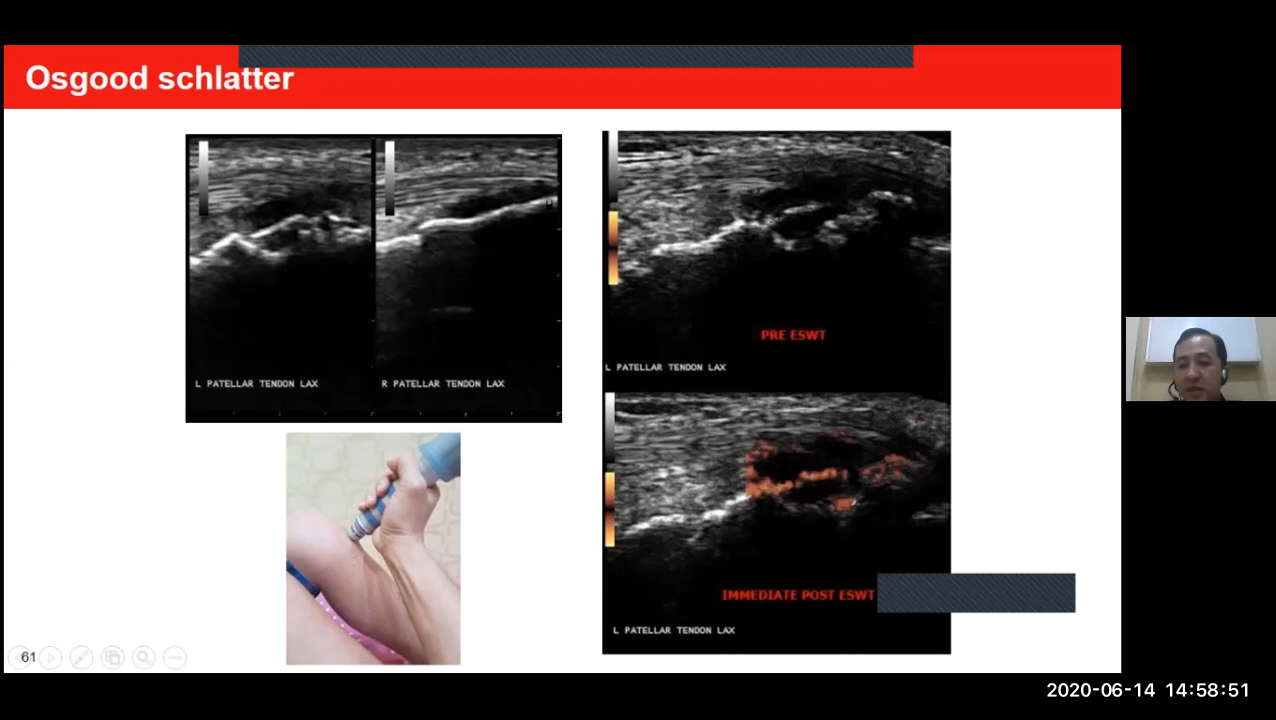 Osgood schlatter
L PATELLAR TENDON LAX
R PATELLAR TENDON LAX
PRE ESWT
L PATELLAR TENDON LAX
IMMEDIATE POST ESWT
L PATELLAR TENDON LAX
61
2020-06-14 14:58:51